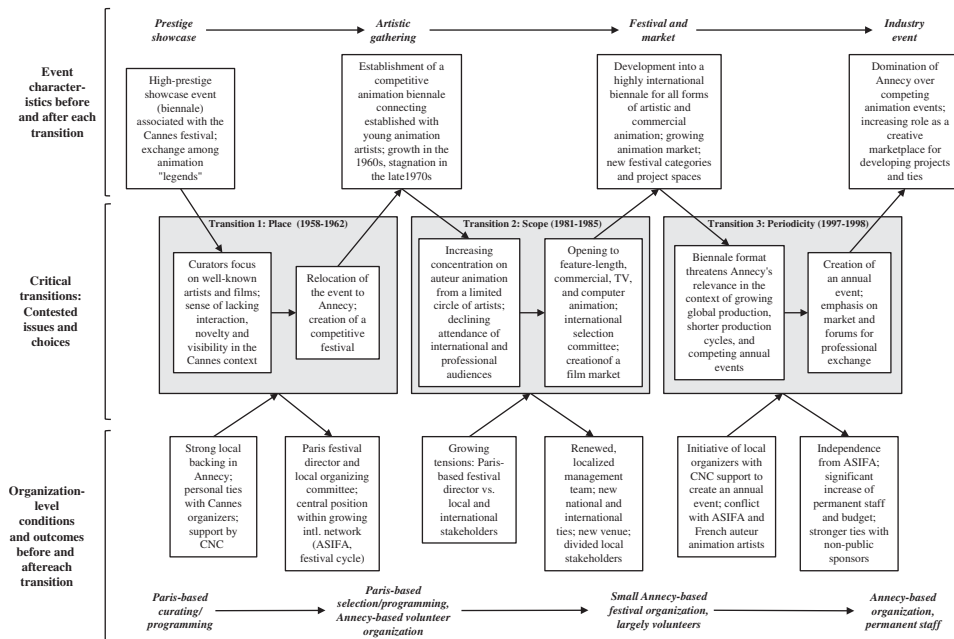 Prestige
showcase
Artistic
gathering
Festival and
market
Industry
event
Event
character-
istics before
and after each
transition
High-prestige
showcase event
(biennale)
associated with the
Cannes festival;
exchange among
animation
"legends"
Establishment of a
competitive
animation biennale
connecting
established with
young animation
artists; growth in the
1960s, stagnation in
the late1970s
Development into a
highly international
biennale for all forms
of artistic and
commercial
animation; growing
animation market;
new festival categories
and project spaces
Domination of
Annecy over
competing
animation events;
increasing role as a
creative
marketplace for
developing projects
and ties
Critical
transitions:
Contested
issues and
choices
Transition 1: Place (1958-1962)
Curators focus on
well-known
artists and films;
sense of lacking
interaction,
novelty and
visibility in the
Cannes context
Relocation of
the event to
Annecy;
creation of a
competitive
festival
Transition 2: Scope (1981-1985)
Increasing
concentration on
auteur animation
from a limited
circle of artists;
declining
attendance of
international and
professional
audiences
Opening to
feature-length,
commercial, TV,
and computer
animation;
international
selection
committee;
creationof a
film market
Transition 3: Periodicity (1997-1998)
Biennale format
threatens Annecy's
relevance in the
context of growing
global production,
shorter production
cycles, and
competing annual
events
Creation of
an annual
event;
emphasis on
market and
forums for
professional
exchange
Organization-
level
conditions
and outcomes
before and
aftereach
transition
Strong local
backing in
Annecy;
personal ties
with Cannes
organizers;
support by
CNC
Paris festival
director and
local organizing
committee;
central position
within growing
intl. network
(ASIFA,
festival cycle)
Growing
tensions: Paris-
based festival
director vs.
local and
international
stakeholders
Renewed,
localized
management
team; new
national and
international
ties; new venue;
divided local
stakeholders
Initiative of local
organizers with
CNC support to
create an annual
event; conflict
with ASIFA and
French auteur
animation artists
Independence
from ASIFA;
significant
increase of
permanent staff
and budget;
stronger ties with
non-public
sponsors
Paris-based
curating/
programming
Paris-based
selection/programming,
Annecy-based volunteer
organization
Small Annecy-based
festival organization,
largely volunteers
Annecy-based
organization,
permanent staff